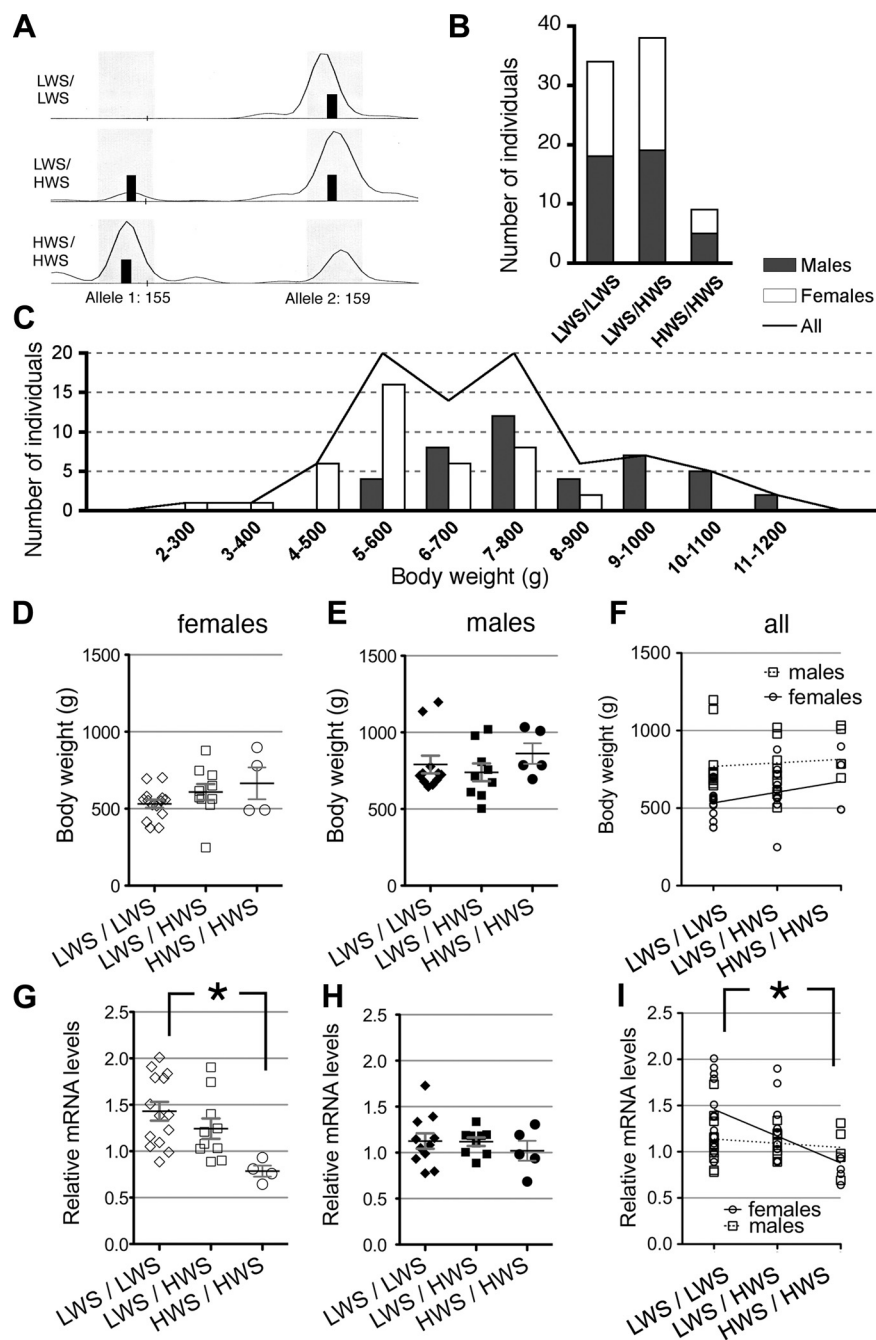 A
LWS/
LWS
LWS/
HWS
HWS/
HWS
Allele 1: 155
Allele 2: 159
B
Number of individuals
40
30
20
10
0
LWS/LWS
LWS/HWS
HWS/HWS
Males
Females
All
C
Number of individuals
20
15
10
5
0
2-300
3-400
4-500
5-600
6-700
7-800
8-900
9-1000
10-1100
11-1200
Body weight (g)
D
females
Body weight (g)
1500
1000
500
0
LWS / LWS
LWS / HWS
HWS / HWS
E
males
Body weight (g)
1500
1000
500
0
LWS / LWS
LWS / HWS
HWS / HWS
F
all
Body weight (g)
1500
1000
500
0
males
females
LWS / LWS
LWS / HWS
HWS / HWS
G
Relative mRNA levels
2.5
2.0
1.5
1.0
0.5
0.0
*
LWS / LWS
LWS / HWS
HWS / HWS
H
Relative mRNA levels
2.5
2.0
1.5
1.0
0.5
0.0
LWS / LWS
LWS / HWS
HWS / HWS
I
Relative mRNA levels
2.5
2.0
1.5
1.0
0.5
0.0
*
females
males
LWS / LWS
LWS / HWS
HWS / HWS